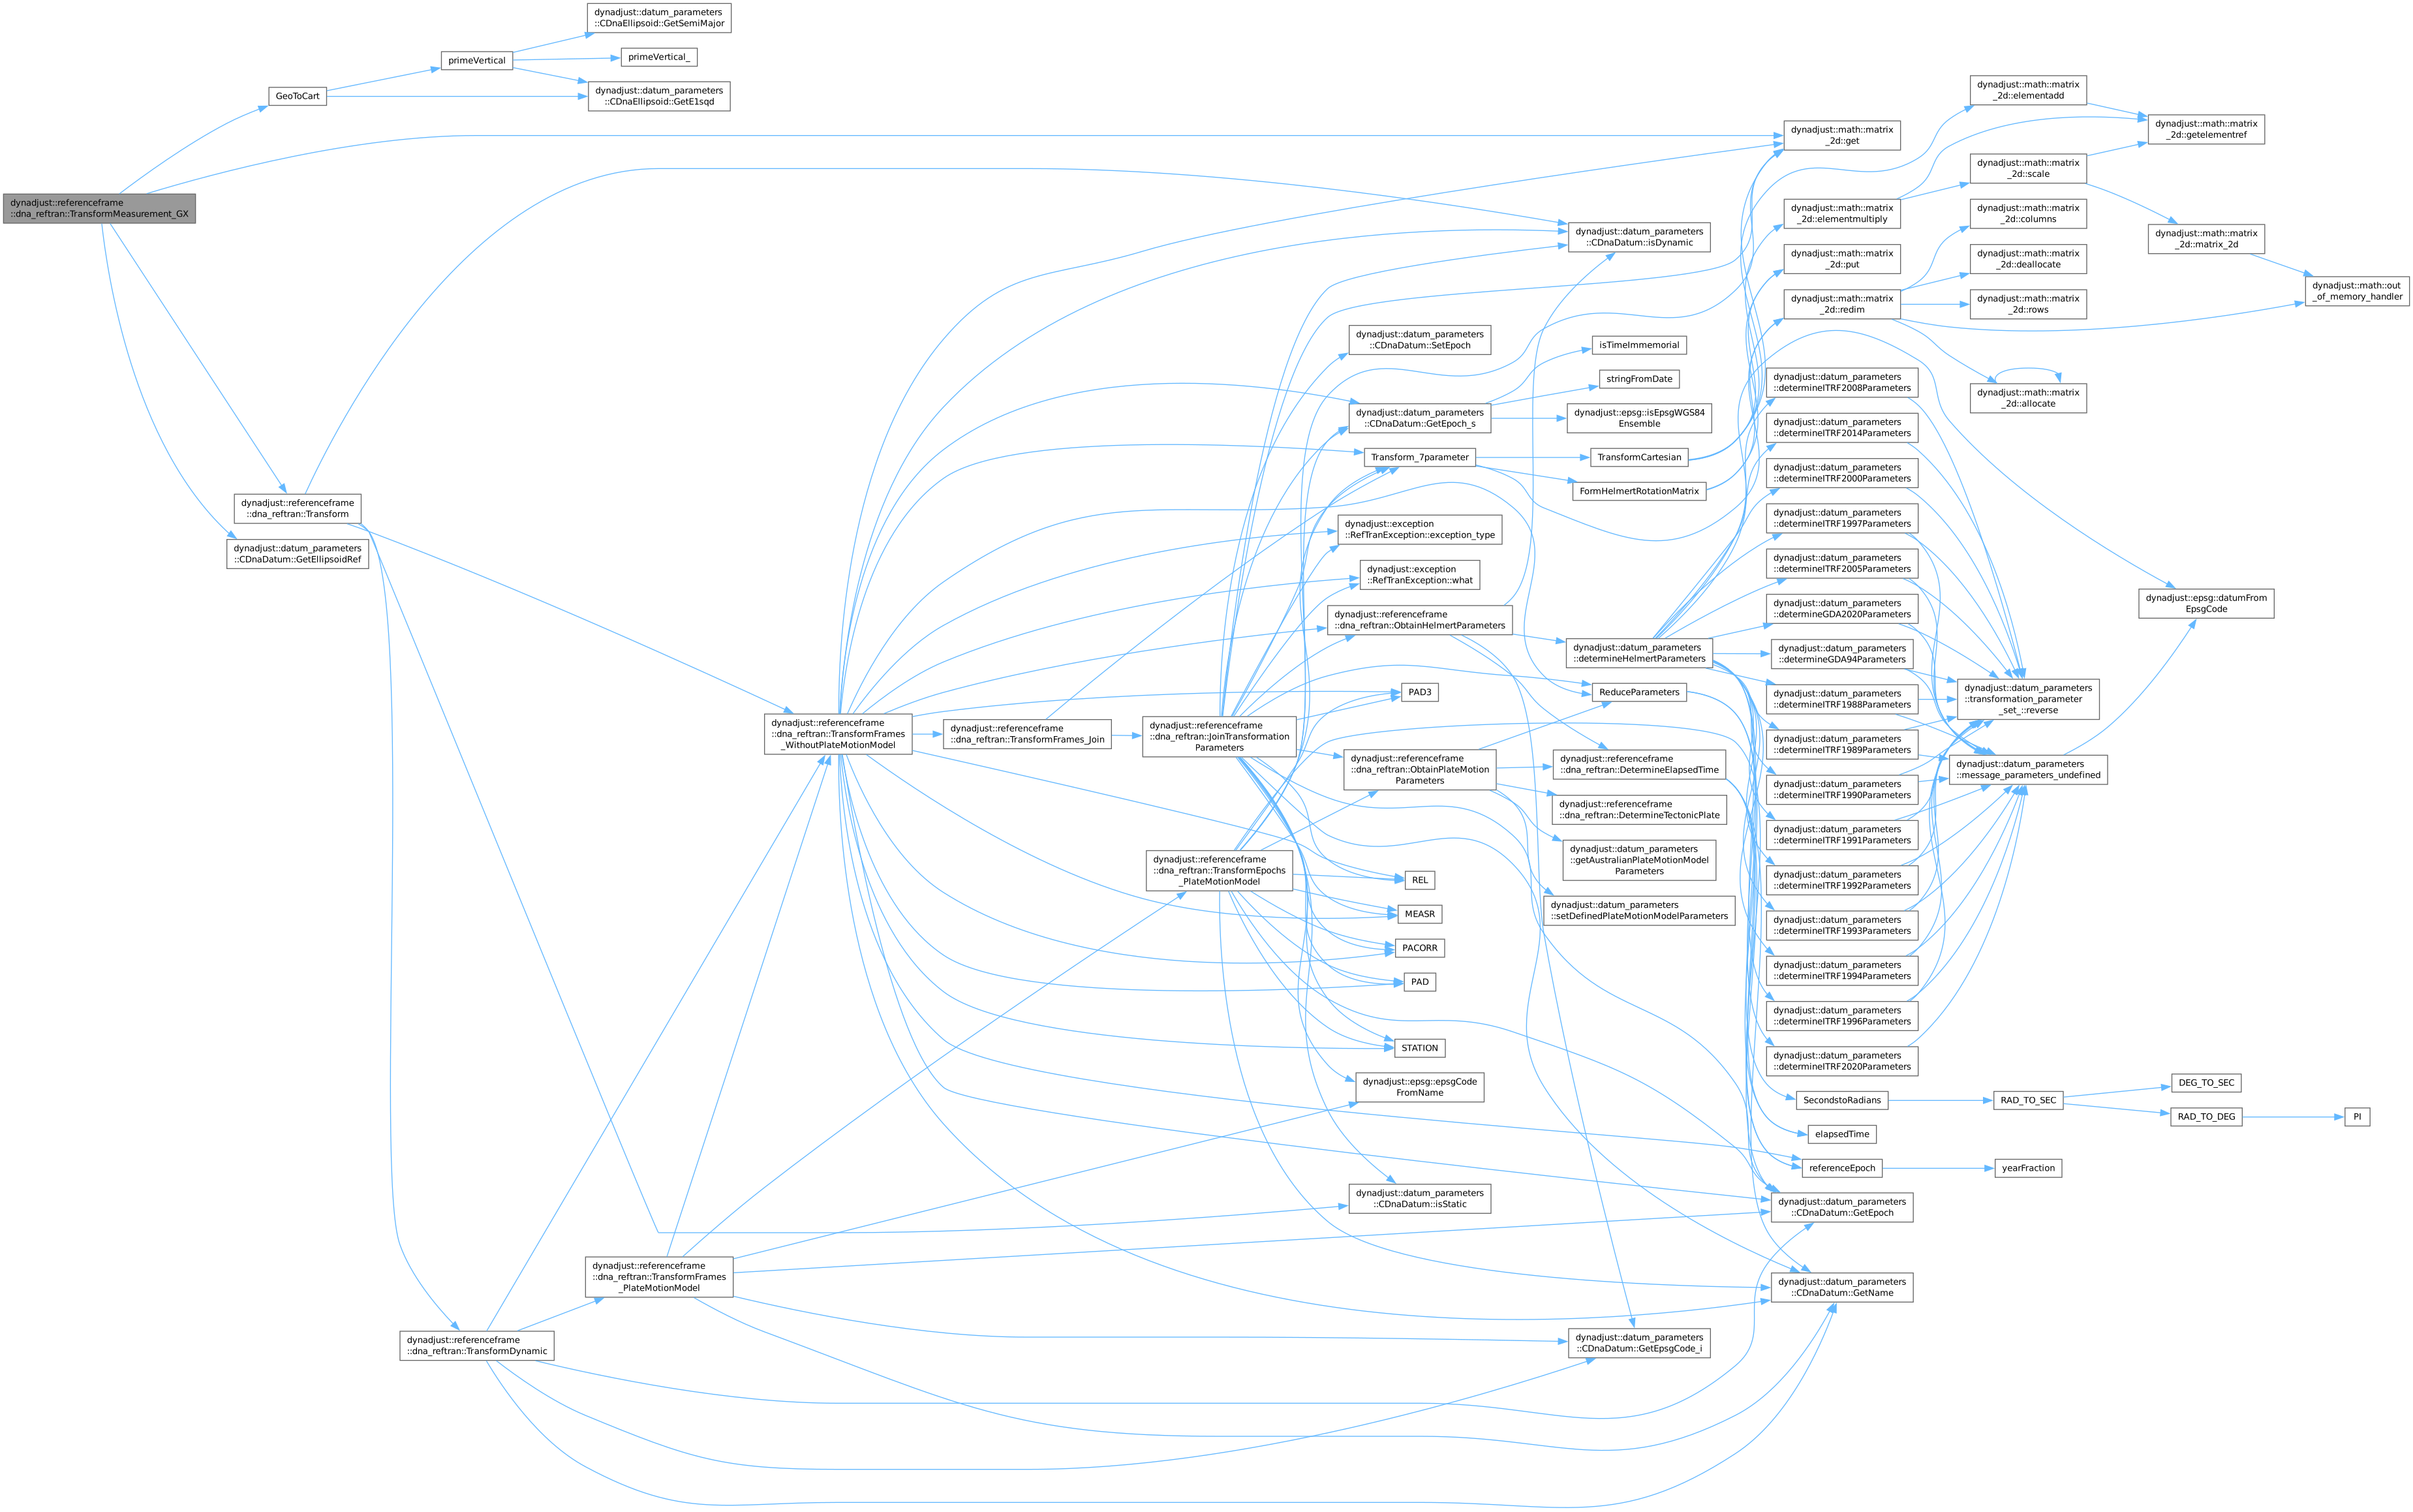 dynadjust::referenceframe
::dna_reftran::TransformMeasurement_GX
GeoToCart
primeVertical
dynadjust::datum_parameters
::CDnaEllipsoid::GetSemiMajor
primeVertical_
dynadjust::datum_parameters
::CDnaEllipsoid::GetE1sqd
dynadjust::referenceframe
::dna_reftran::Transform
dynadjust::datum_parameters
::CDnaDatum::GetEllipsoidRef
dynadjust::referenceframe
::dna_reftran::TransformDynamic
dynadjust::referenceframe
::dna_reftran::TransformFrames
_PlateMotionModel
dynadjust::referenceframe
::dna_reftran::TransformFrames
_WithoutPlateMotionModel
dynadjust::referenceframe
::dna_reftran::TransformFrames_Join
dynadjust::referenceframe
::dna_reftran::JoinTransformation
Parameters
dynadjust::referenceframe
::dna_reftran::TransformEpochs
_PlateMotionModel
dynadjust::datum_parameters
::CDnaDatum::SetEpoch
dynadjust::datum_parameters
::CDnaDatum::GetEpoch_s
Transform_7parameter
dynadjust::exception
::RefTranException::exception_type
dynadjust::exception
::RefTranException::what
dynadjust::referenceframe
::dna_reftran::ObtainHelmertParameters
PAD3
dynadjust::referenceframe
::dna_reftran::ObtainPlateMotion
Parameters
REL
MEASR
PACORR
PAD
STATION
dynadjust::epsg::epsgCode
FromName
dynadjust::datum_parameters
::CDnaDatum::isStatic
dynadjust::datum_parameters
::CDnaDatum::isDynamic
isTimeImmemorial
stringFromDate
dynadjust::epsg::isEpsgWGS84
Ensemble
TransformCartesian
FormHelmertRotationMatrix
dynadjust::datum_parameters
::determineHelmertParameters
ReduceParameters
dynadjust::referenceframe
::dna_reftran::DetermineElapsedTime
dynadjust::referenceframe
::dna_reftran::DetermineTectonicPlate
dynadjust::datum_parameters
::getAustralianPlateMotionModel
Parameters
dynadjust::datum_parameters
::setDefinedPlateMotionModelParameters
dynadjust::datum_parameters
::CDnaDatum::GetEpsgCode_i
dynadjust::math::matrix
_2d::get
dynadjust::math::matrix
_2d::elementmultiply
dynadjust::math::matrix
_2d::put
dynadjust::math::matrix
_2d::redim
dynadjust::datum_parameters
::determineITRF2008Parameters
dynadjust::datum_parameters
::determineITRF2014Parameters
dynadjust::datum_parameters
::determineITRF2000Parameters
dynadjust::datum_parameters
::determineITRF1997Parameters
dynadjust::datum_parameters
::determineITRF2005Parameters
dynadjust::datum_parameters
::determineGDA2020Parameters
dynadjust::datum_parameters
::determineGDA94Parameters
dynadjust::datum_parameters
::determineITRF1988Parameters
dynadjust::datum_parameters
::determineITRF1989Parameters
dynadjust::datum_parameters
::determineITRF1990Parameters
dynadjust::datum_parameters
::determineITRF1991Parameters
dynadjust::datum_parameters
::determineITRF1992Parameters
dynadjust::datum_parameters
::determineITRF1993Parameters
dynadjust::datum_parameters
::determineITRF1994Parameters
dynadjust::datum_parameters
::determineITRF1996Parameters
dynadjust::datum_parameters
::determineITRF2020Parameters
SecondstoRadians
elapsedTime
referenceEpoch
dynadjust::datum_parameters
::CDnaDatum::GetEpoch
dynadjust::datum_parameters
::CDnaDatum::GetName
dynadjust::math::matrix
_2d::elementadd
dynadjust::math::matrix
_2d::scale
dynadjust::math::matrix
_2d::columns
dynadjust::math::matrix
_2d::deallocate
dynadjust::math::matrix
_2d::rows
dynadjust::math::matrix
_2d::allocate
dynadjust::datum_parameters
::transformation_parameter
_set_::reverse
dynadjust::datum_parameters
::message_parameters_undefined
RAD_TO_SEC
yearFraction
dynadjust::math::matrix
_2d::getelementref
dynadjust::math::matrix
_2d::matrix_2d
dynadjust::epsg::datumFrom
EpsgCode
DEG_TO_SEC
RAD_TO_DEG
dynadjust::math::out
_of_memory_handler
PI